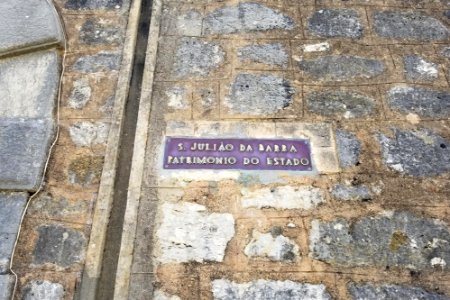 S. JULIÃO DA BARRA
PATRIMONIO DO ESTADO